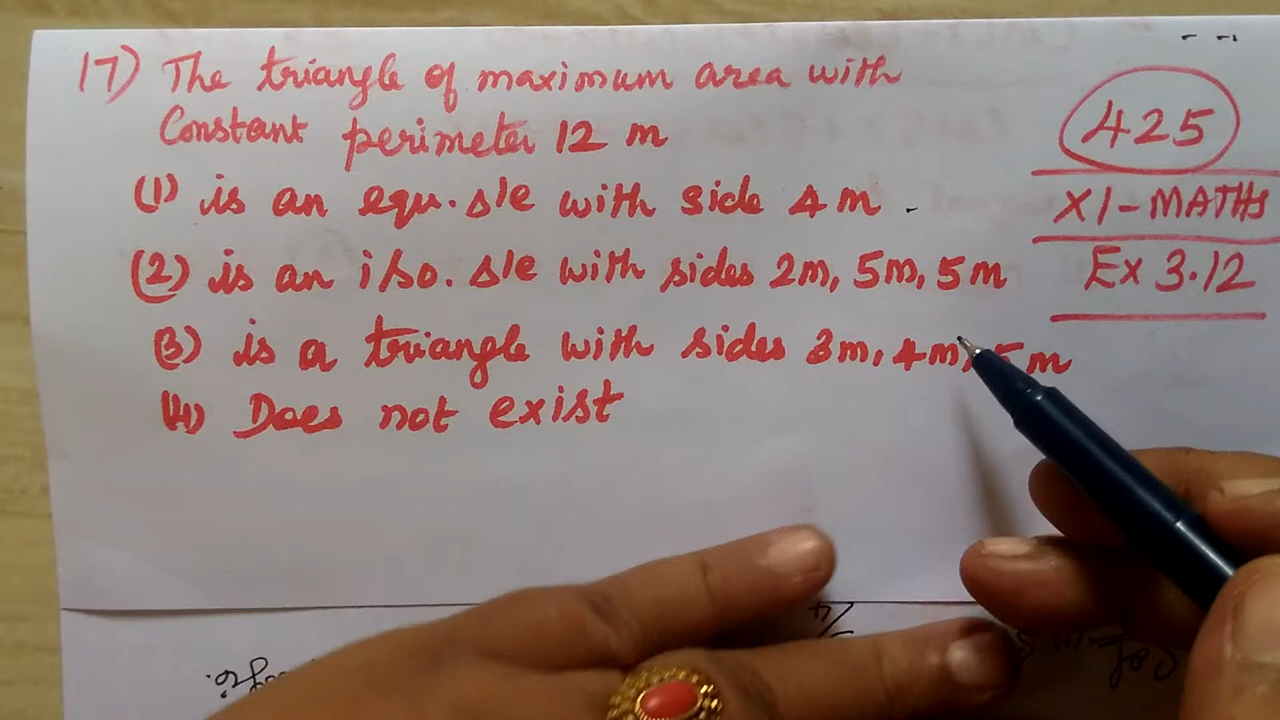 17) The triangle of maximum area with
Constant perimeter 12 m
(1) is an equ. Δle with side 4 m.
(2) is an iso. Δle with sides 2m, 5m, 5m
(3) is a triangle with sides 3m, 4m, 5m
(4) Does not exist
425
XI-MATHS
Ex 3.12